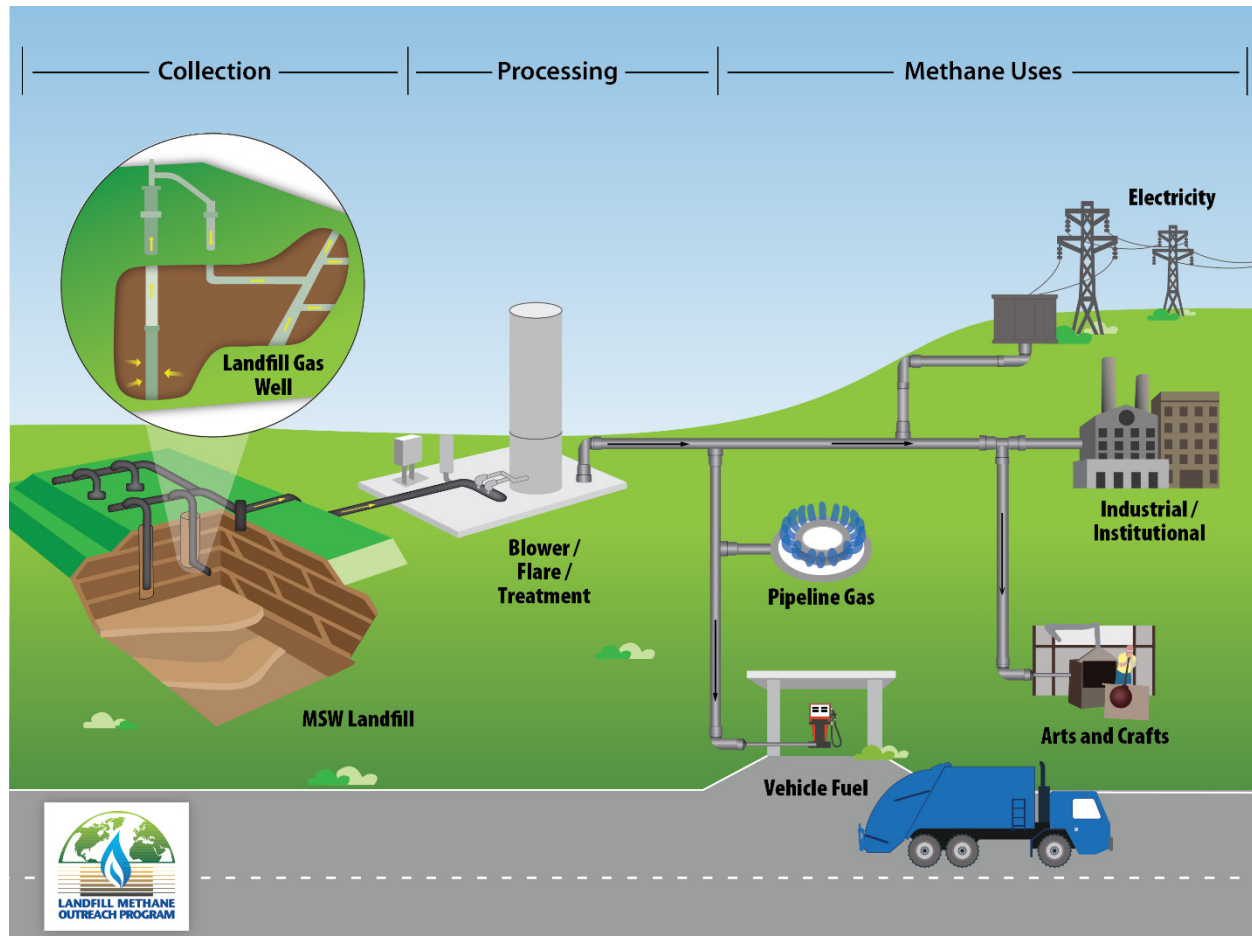 Collection
Processing
Methane Uses
Electricity
Landfill Gas
Well
Industrial /
Institutional
Blower /
Flare /
Treatment
Pipeline Gas
MSW Landfill
Arts and Crafts
Vehicle Fuel
LANDFILL METHANE
OUTREACH PROGRAM